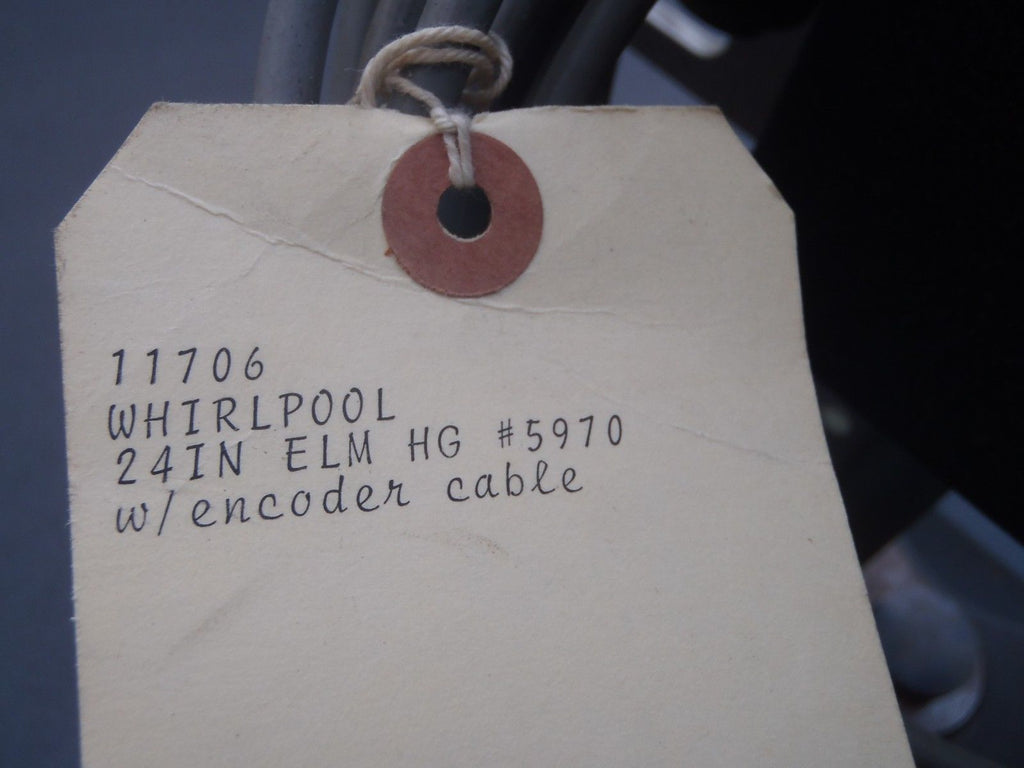 11706
WHIRLPOOL
24IN ELM HG #5970
w/encoder cable